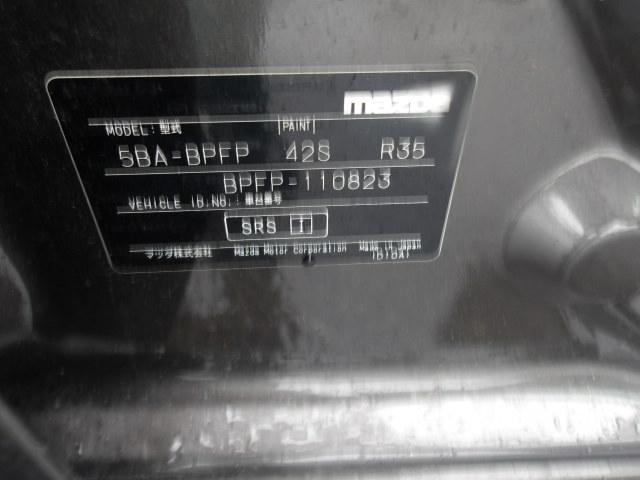 mazda
MODEL:型式 PAINT
5BA-BPFP 42S R35
BPFP-110823
VEHICLE ID.NO.:車台番号
SRS I
マツダ株式会社 Mazda Motor Corporation Made in Japan